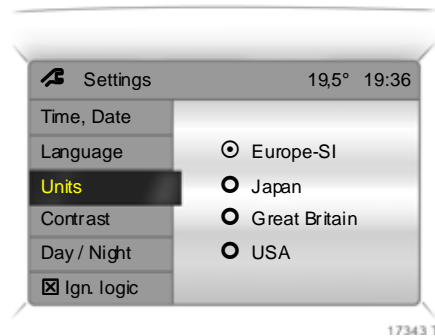 Settings 19,5° 19:36
Time, Date
Language
Units
Contrast
Day / Night
Ign. logic
Europe-SI
Japan
Great Britain
USA
17343 T